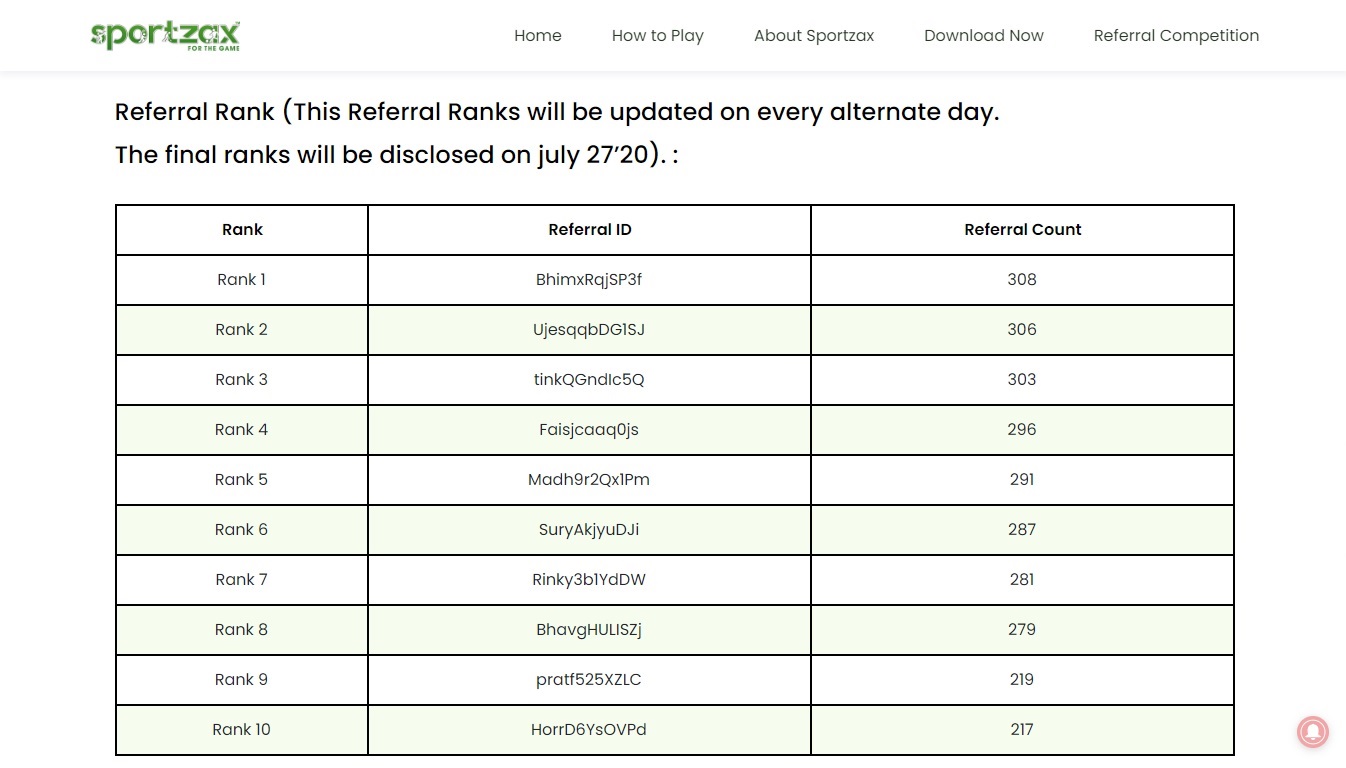 sportzax
FOR THE GAME
Home How to Play About Sportzax Download Now Referral Competition
Referral Rank (This Referral Ranks will be updated on every alternate day.
The final ranks will be disclosed on july 27’20). :
Rank Referral ID Referral Count
Rank 1 BhimxRqjSP3f 308
Rank 2 UjesqqbDG1SJ 306
Rank 3 tinkQGndIc5Q 303
Rank 4 Faisjcaaq0js 296
Rank 5 Madh9r2Qx1Pm 291
Rank 6 SuryAkjyuDJi 287
Rank 7 Rinky3b1YdDW 281
Rank 8 BhavgHULISZj 279
Rank 9 pratf525XZLC 219
Rank 10 HorrD6YsOVPd 217